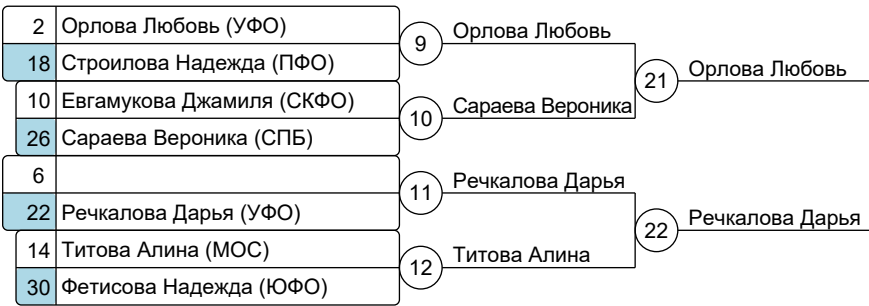 2 Орлова Любовь (УФО)
18 Строилова Надежда (ПФО)
10 Евгамукова Джамиля (СКФО)
26 Сараева Вероника (СПБ)
6
22 Речкалова Дарья (УФО)
14 Титова Алина (МОС)
30 Фетисова Надежда (ЮФО)
9 Орлова Любовь
10 Сараева Вероника
11 Речкалова Дарья
12 Титова Алина
21 Орлова Любовь
22 Речкалова Дарья